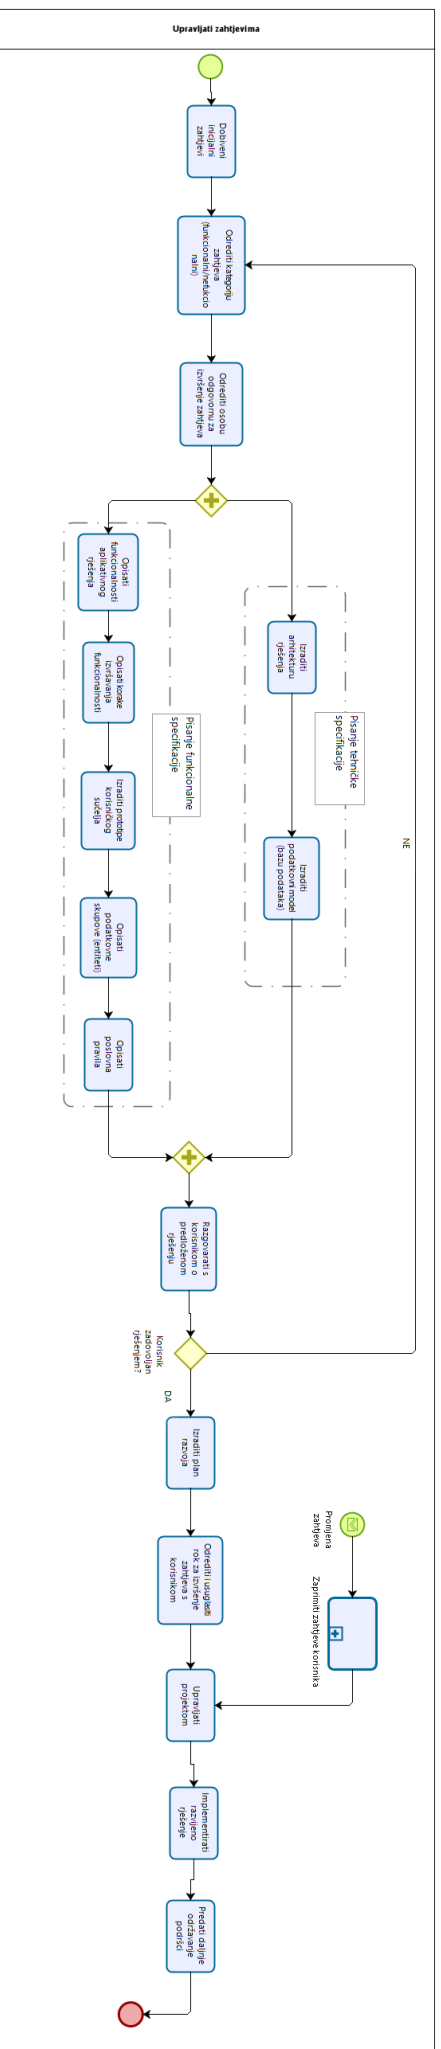 Upravljati zahtjevima
Dobiveni
inicijalni
zahtjevi
Odrediti kategoriju
zahtjeva
(funkcionalni/nefukcio
nalni)
Odrediti osobu
odgovornu za
izvršenje zahtjeva
Opisati
funkcionalnosti
aplikativnog
rješenja
Opisati korake
izvršavanja
funkcionalnosti
Izraditi prototipe
korisničkog
sučelja
Opisati
podatkovne
skupove (entiteti)
Opisati
poslovna
pravila
Pisanje funkcionalne
specifikacije
Izraditi
arhitekturu
rješenja
Izraditi
podatkovni model
(bazu podataka)
Pisanje tehničke
specifikacije
NE
Razgovarati s
korisnikom o
predloženom
rješenju
Korisnik
zadovoljan
rješenjem?
DA
Izraditi plan
razvoja
Odrediti i usuglasiti
rok za izvršenje
zahtjeva s
korisnikom
Promjena
zahtjeva
Zaprimiti zahtjeve korisnika
Upravljati
projektom
Implementirati
razvijeno
rješenje
Predati daljnje
održavanje
podršci